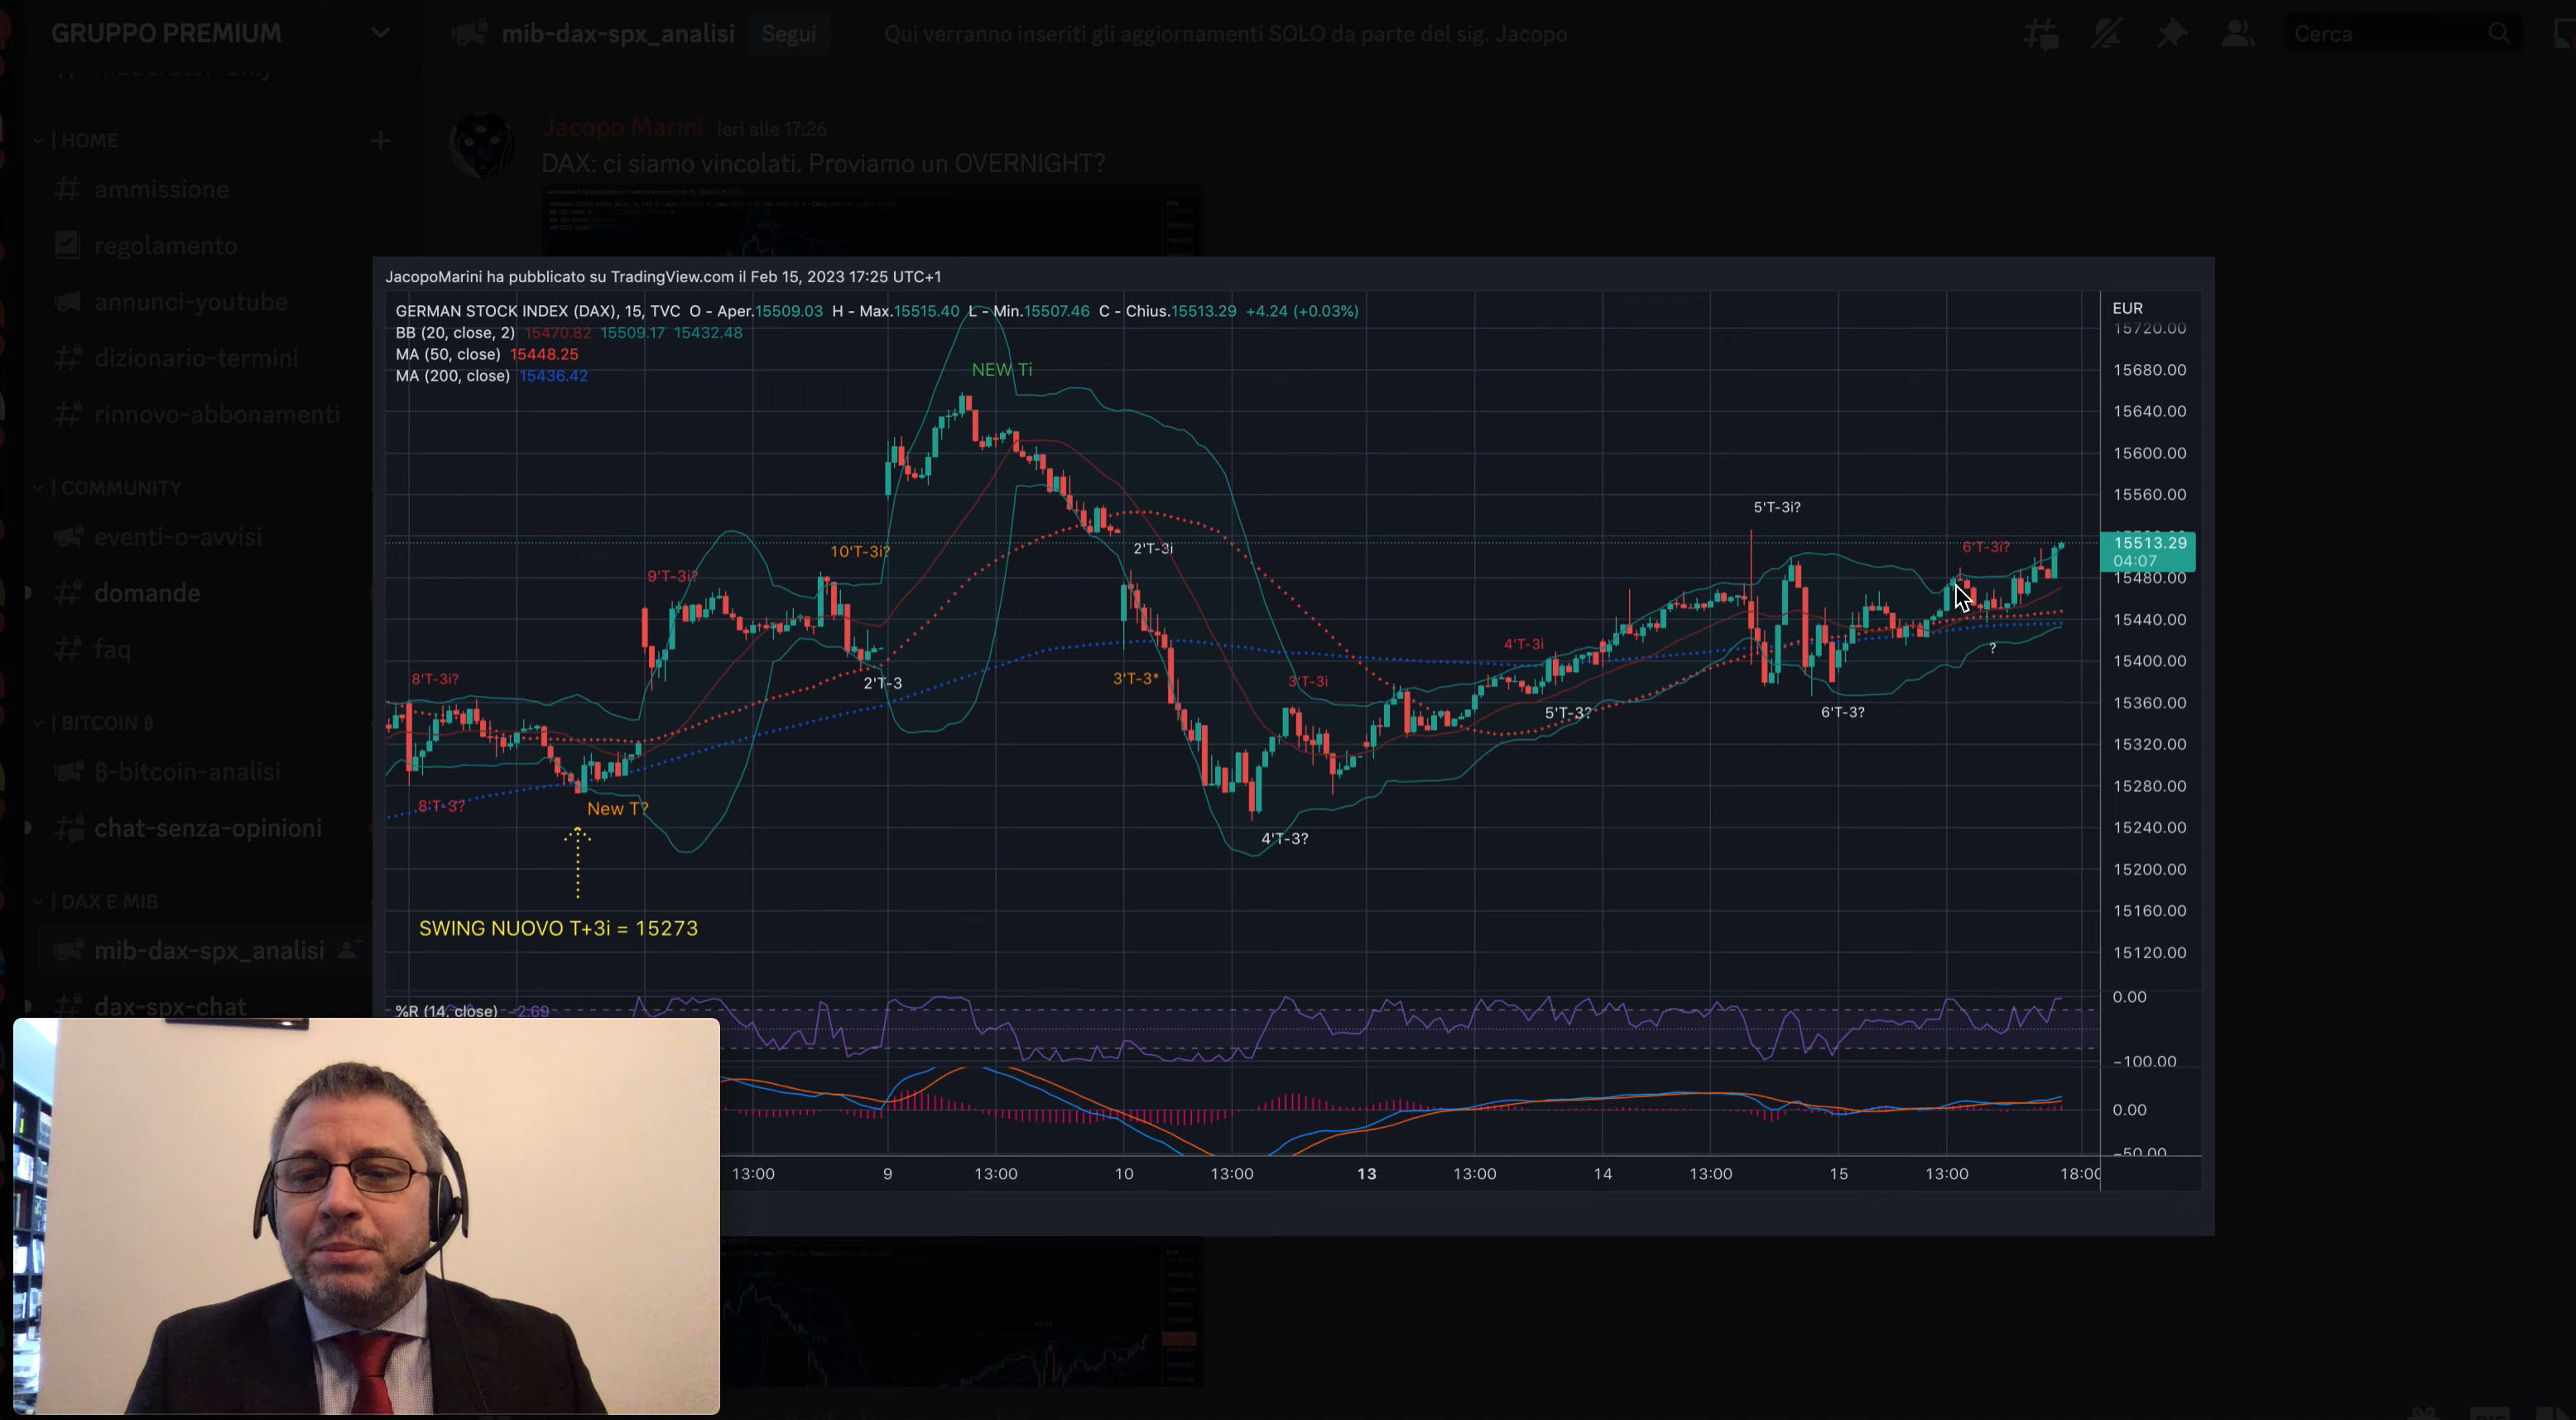 GRUPPO PREMIUM
mib-dax-spx_analisi Segui Qui verranno inseriti gli aggiornamenti SOLO da parte del sig. Jacopo Cerca
| HOME
ammissione
regolamento
annunci-youtube
dizionario-termini
rinnovo-abbonamenti
| COMMUNITY
eventi-o-avvisi
domande
faq
| BITCOIN ₿
₿-bitcoin-analisi
chat-senza-opinioni
| DAX E MIB
mib-dax-spx_analisi
dax-spx-chat
Jacopo Marini Ieri alle 17:26
DAX: ci siamo vincolati. Proviamo un OVERNIGHT?
JacopoMarini ha pubblicato su TradingView.com il Feb 15, 2023 17:25 UTC+1
GERMAN STOCK INDEX (DAX), 15, TVC O - Aper.15509.03 H - Max.15515.40 L - Min.15507.46 C - Chius.15513.29 +4.24 (+0.03%)
BB (20, close, 2) 15470.82 15509.17 15432.48
MA (50, close) 15448.25
MA (200, close) 15436.42
NEW Ti
5'T-3i?
10'T-3i?
2'T-3i
6'T-3i?
9'T-3i?
4'T-3i
?
8'T-3i?
2'T-3
3'T-3*
3'T-3i
5'T-3?
6'T-3?
8'T-3?
New T?
4'T-3?
SWING NUOVO T+3i = 15273
EUR
15720.00
15680.00
15640.00
15600.00
15560.00
15513.29
04:07
15480.00
15440.00
15400.00
15360.00
15320.00
15280.00
15240.00
15200.00
15160.00
15120.00
%R (14, close) -2.69
0.00
-100.00
0.00
-50.00
13:00 9 13:00 10 13:00 13 13:00 14 13:00 15 13:00 18:00